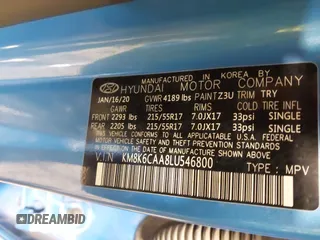 MANUFACTURED IN KOREA BY
HYUNDAI MOTOR COMPANY
JAN/16/20 GVWR 4189 lbs PAINT Z3U TRIM TRY
GAWR TIRES RIMS COLD TIRE PRESSURE
FRONT 2293 lbs 215/55R17 7.0JX17 33psi SINGLE
REAR 2205 lbs 215/55R17 7.0JX17 33psi SINGLE
THIS VEHICLE CONFORMS TO ALL APPLICABLE U.S.A. FEDERAL
MOTOR VEHICLE SAFETY, BUMPER, AND THEFT PREVENTION
STANDARDS IN EFFECT ON THE DATE OF MANUFACTURE SHOWN ABOVE.
VIN KM8K6CAA8LU546800
TYPE : MPV
DREAMBID